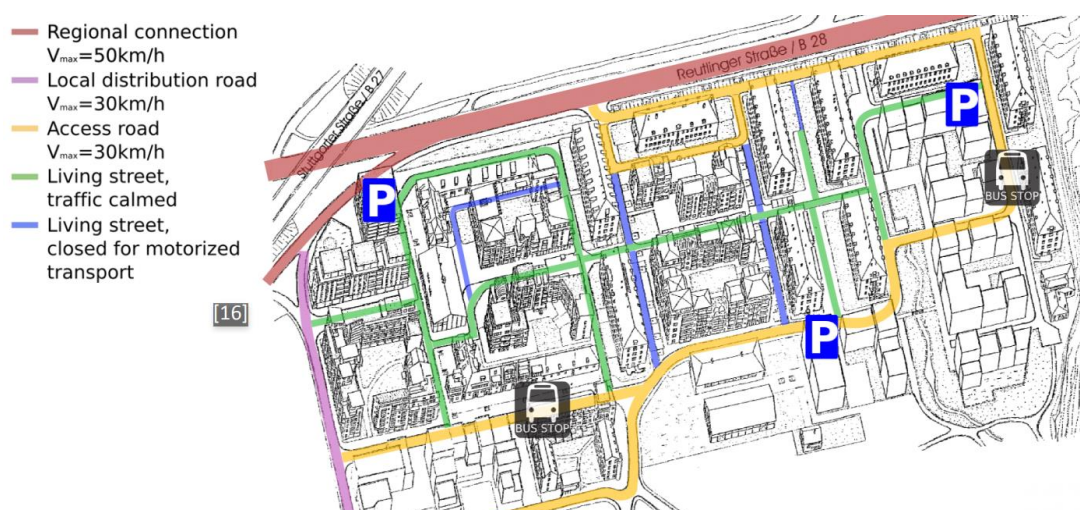 Regional connection
Vmax=50km/h
Local distribution road
Vmax=30km/h
Access road
Vmax=30km/h
Living street,
traffic calmed
Living street,
closed for motorized
transport
[16]
Reutlinger Straße / B 28
Stuttgarter Straße / B 27
P
P
BUS STOP
P
BUS STOP